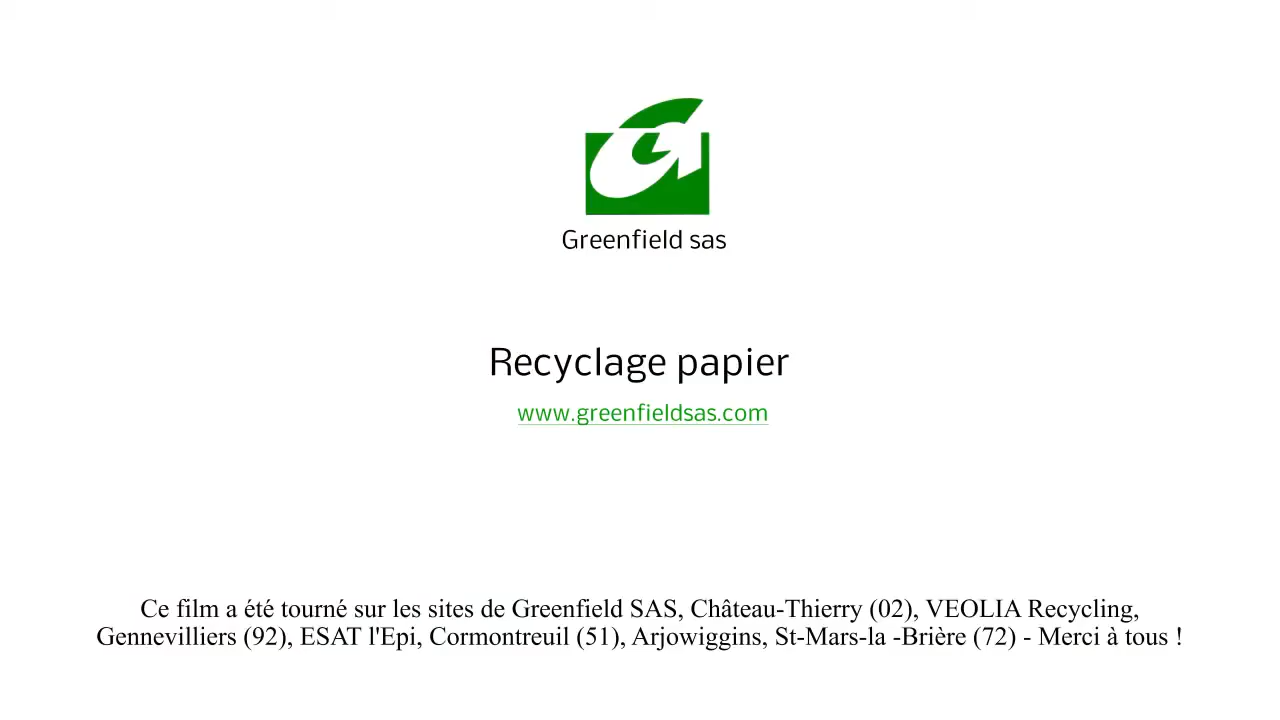 Greenfield sas
Recyclage papier
www.greenfieldsas.com
Ce film a été tourné sur les sites de Greenfield SAS, Château-Thierry (02), VEOLIA Recycling,
Gennevilliers (92), ESAT l'Epi, Cormontreuil (51), Arjowiggins, St-Mars-la -Brière (72) - Merci à tous !